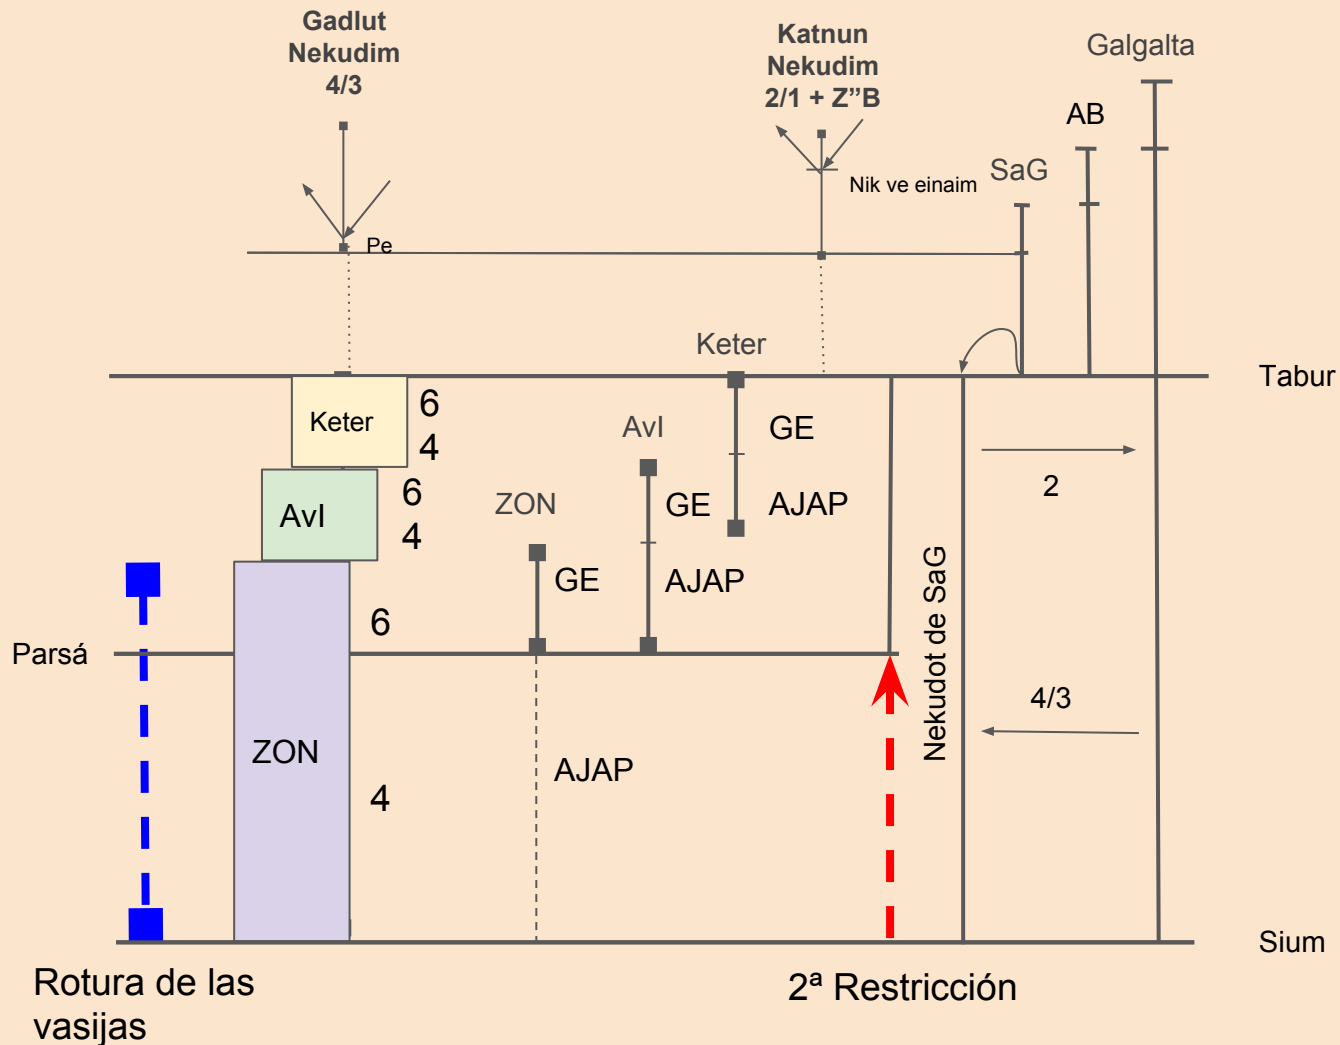 Gadlut
Nekudim
4/3
Katnun
Nekudim
2/1 + Z”B
Galgalta
AB
SaG
Nik ve einaim
Pe
Keter
Tabur
Keter
6
4
AvI
GE
2
AvI
6
4
ZON
GE
AJAP
GE
AJAP
6
Parsá
Nekudot de SaG
4/3
ZON
4
AJAP
Sium
Rotura de las
vasijas
2ª Restricción